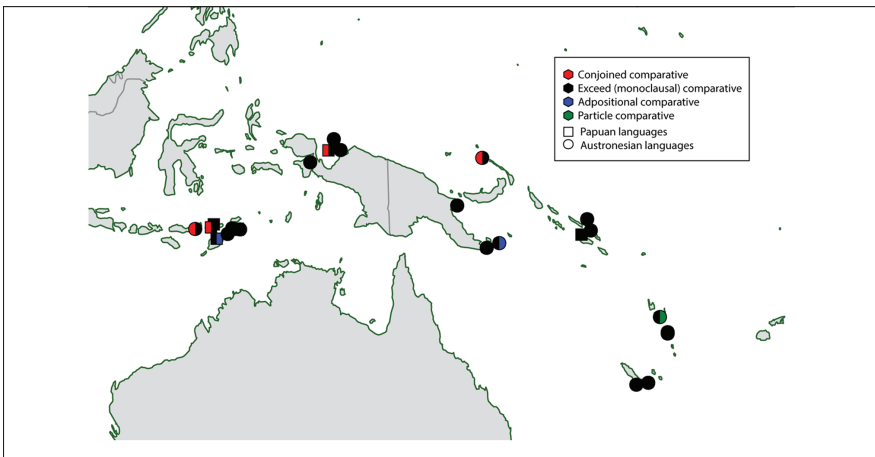 Conjoined comparative
Exceed (monoclausal) comparative
Adpositional comparative
Particle comparative
Papuan languages
Austronesian languages